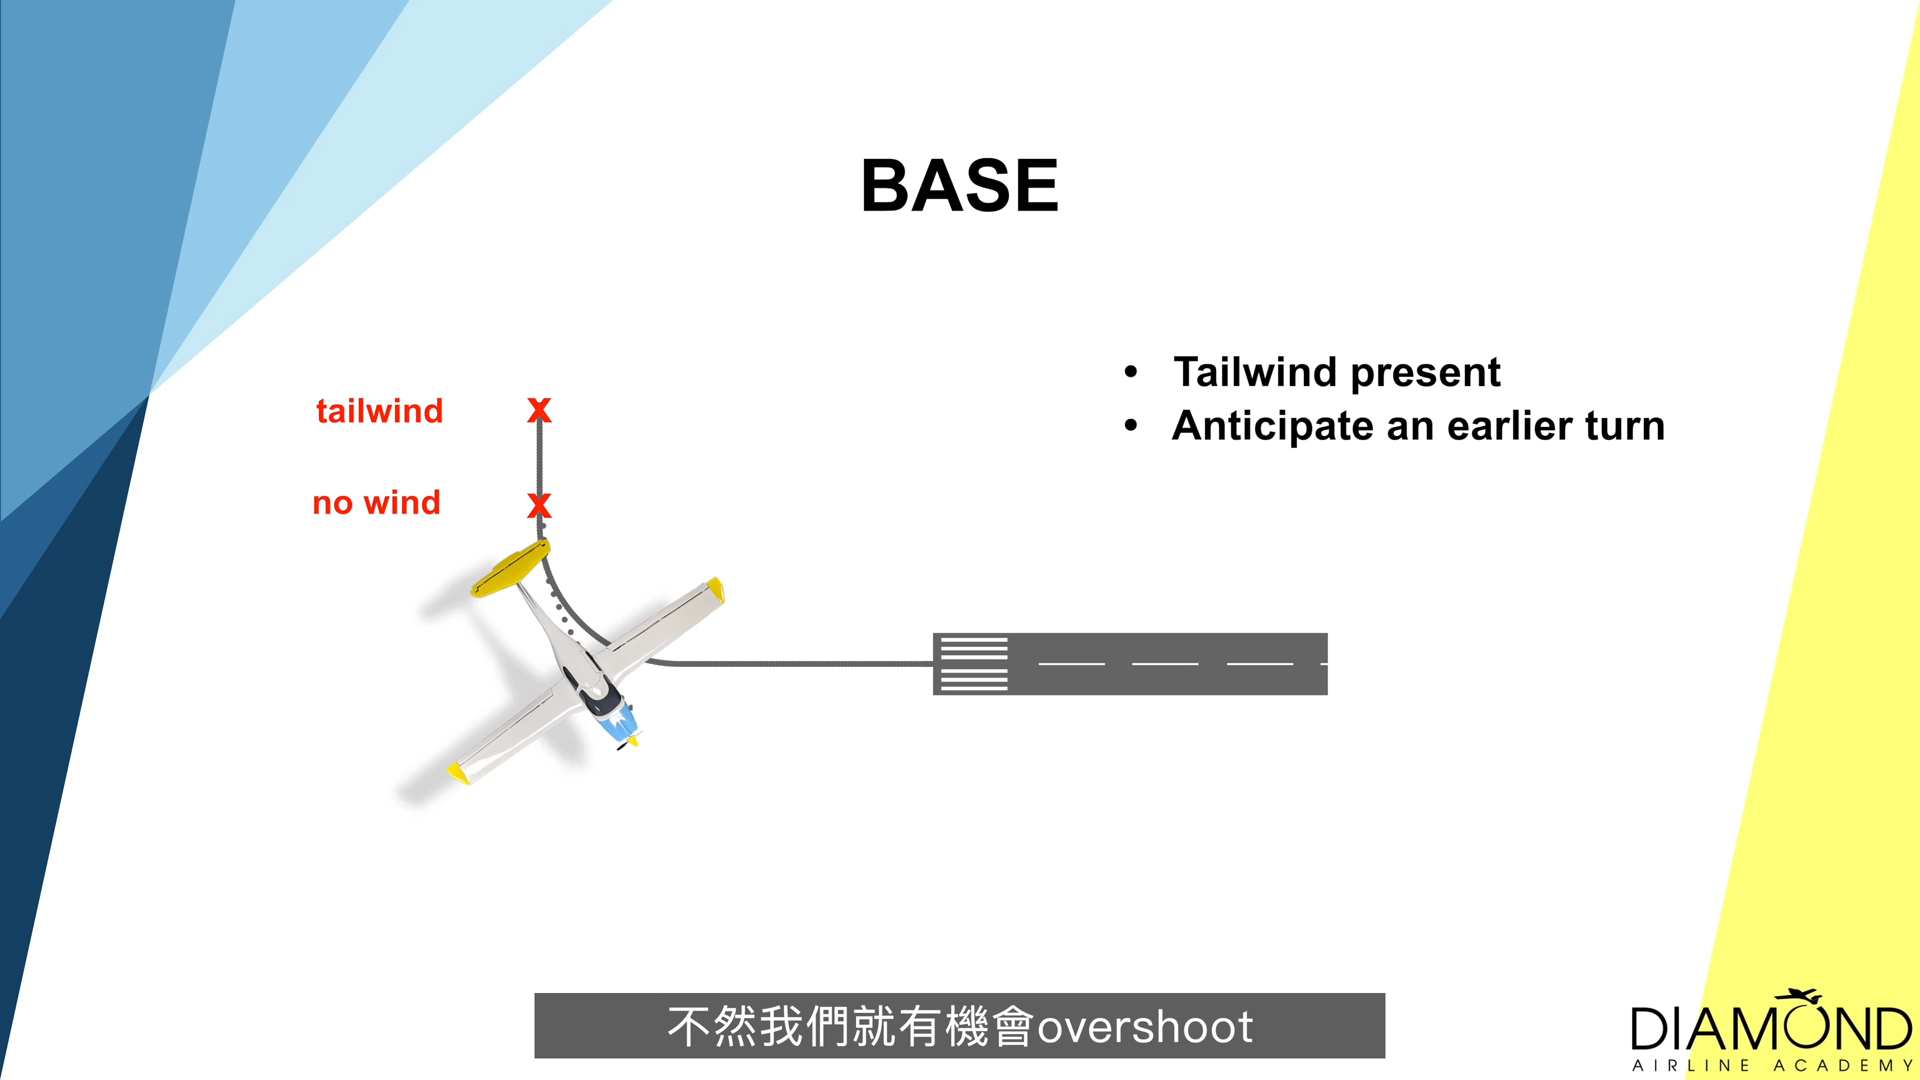 BASE
• Tailwind present
• Anticipate an earlier turn
tailwind X
no wind X
不然我們就有機會overshoot
DIAMOND
AIRLINE ACADEMY